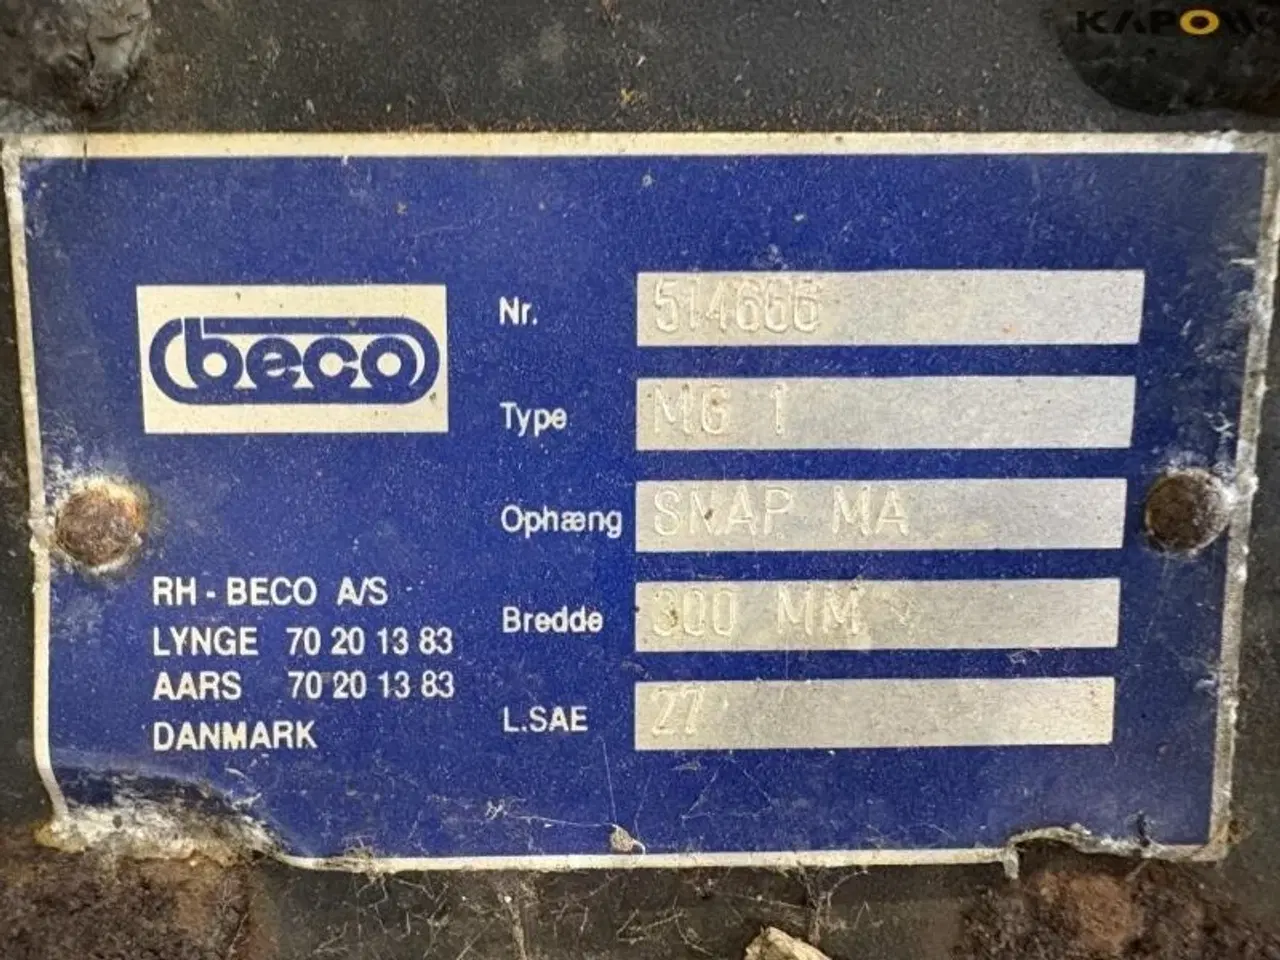 KAPOW
beco
Nr. 514666
Type MG 1
Ophæng SNAP MA
Bredde 300 MM
L.SAE 27
RH - BECO A/S
LYNGE 70 20 13 83
AARS 70 20 13 83
DANMARK